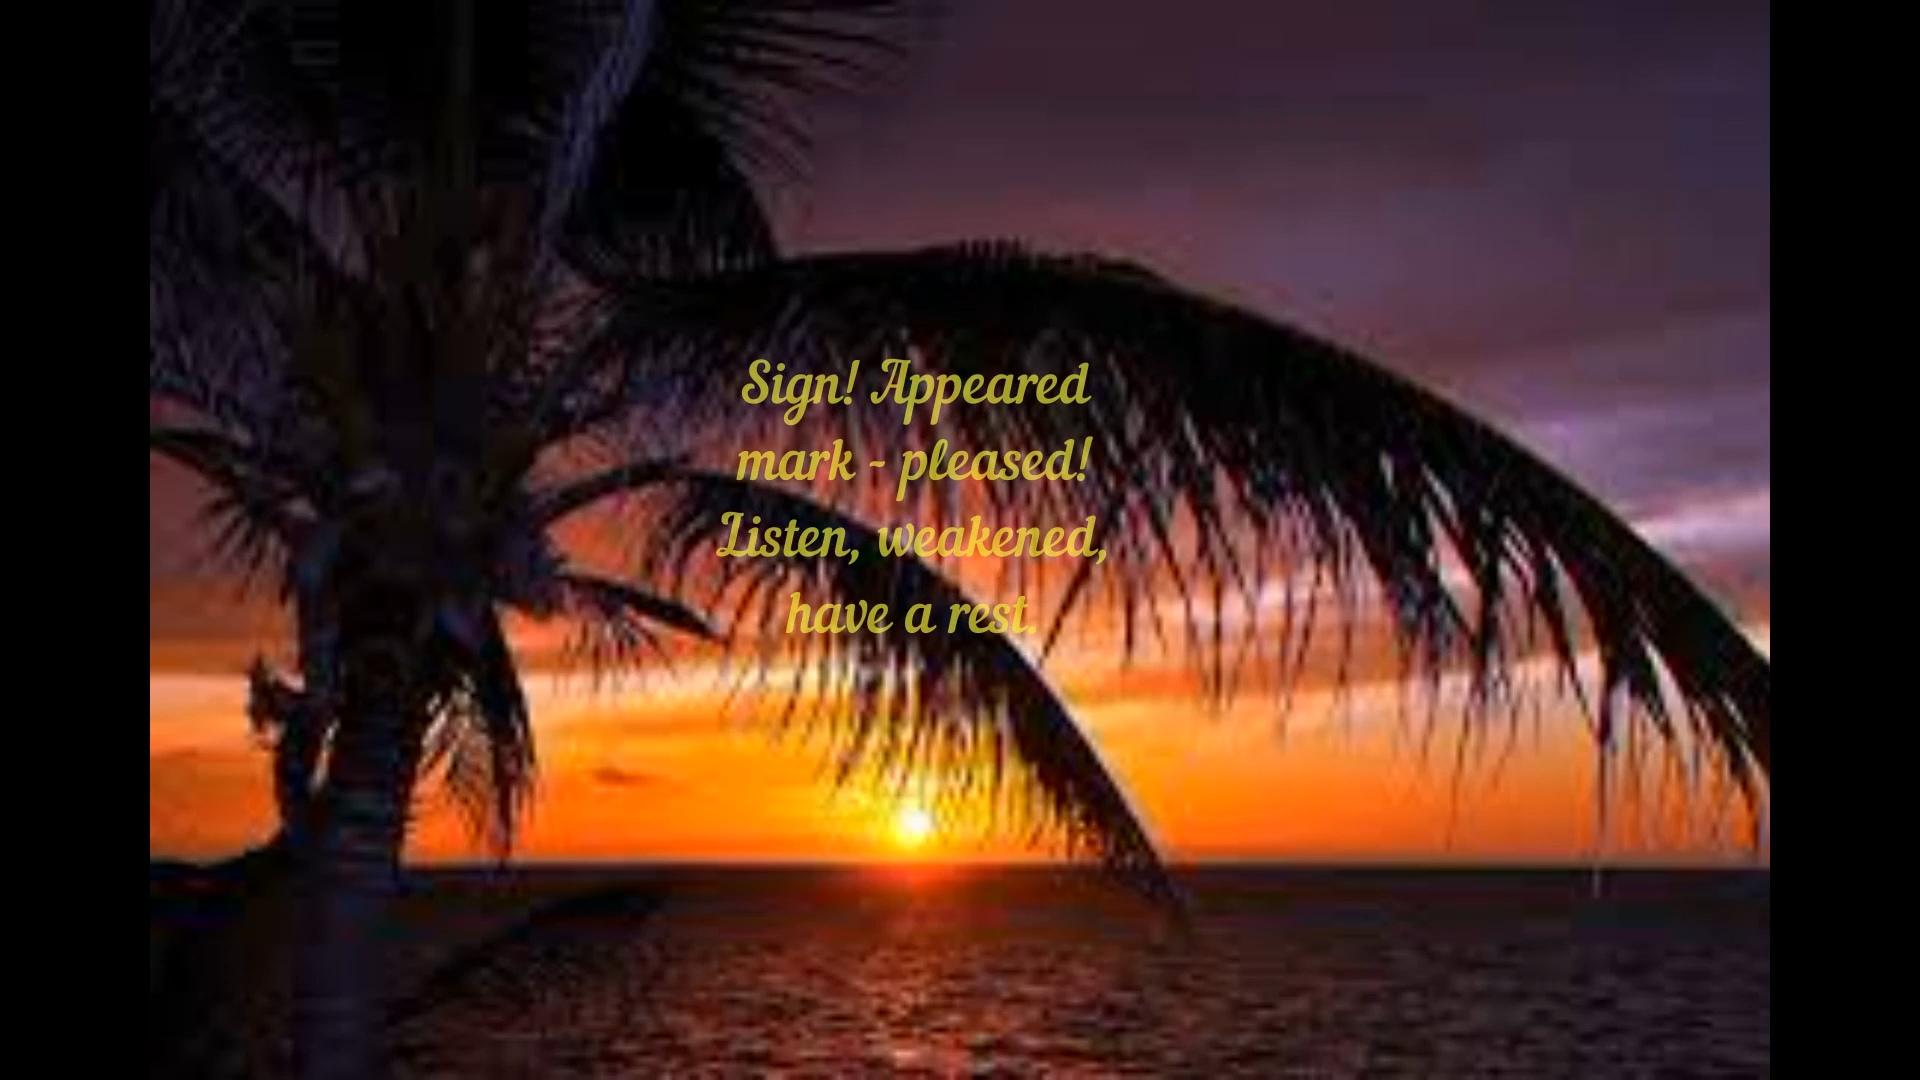 Sign! Appeared
mark - pleased!
Listen, weakened,
have a rest.